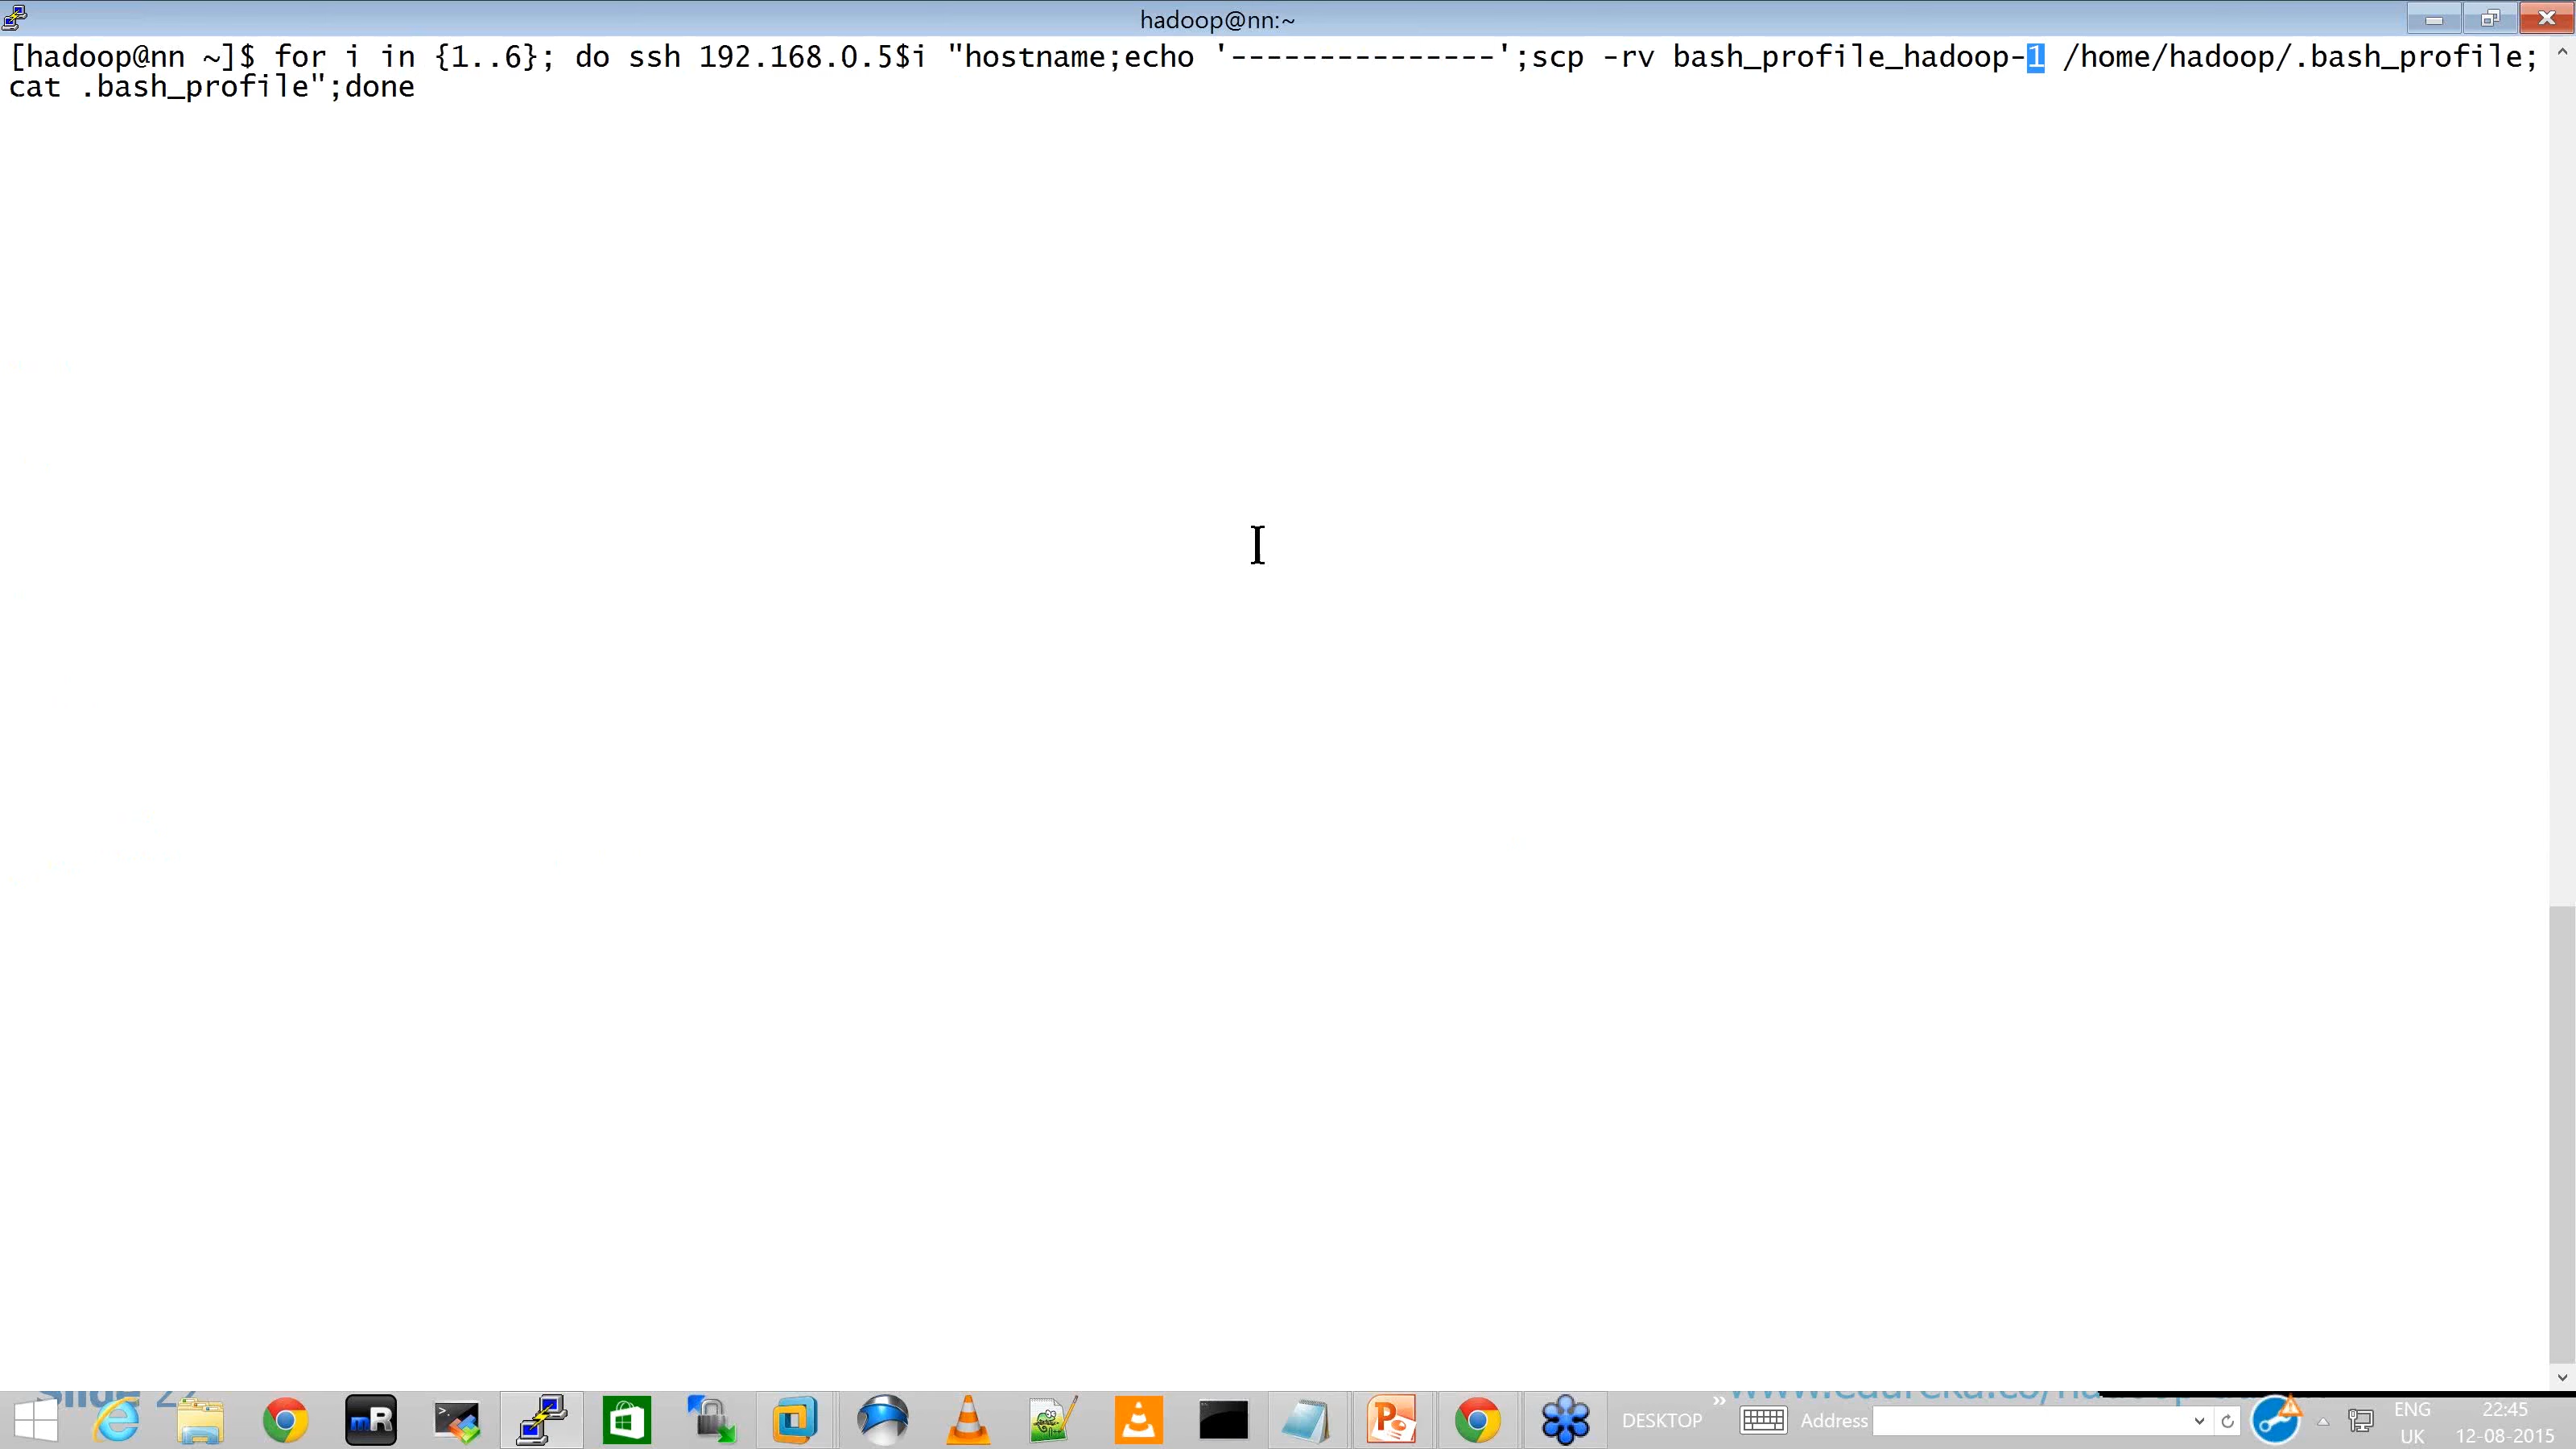 hadoop@nn:~
[hadoop@nn ~]$ for i in {1..6}; do ssh 192.168.0.5$i "hostname;echo '---------------';scp -rv bash_profile_hadoop-1 /home/hadoop/.bash_profile;
cat .bash_profile";done
DESKTOP
Address
ENG
UK
22:45
12-08-2015